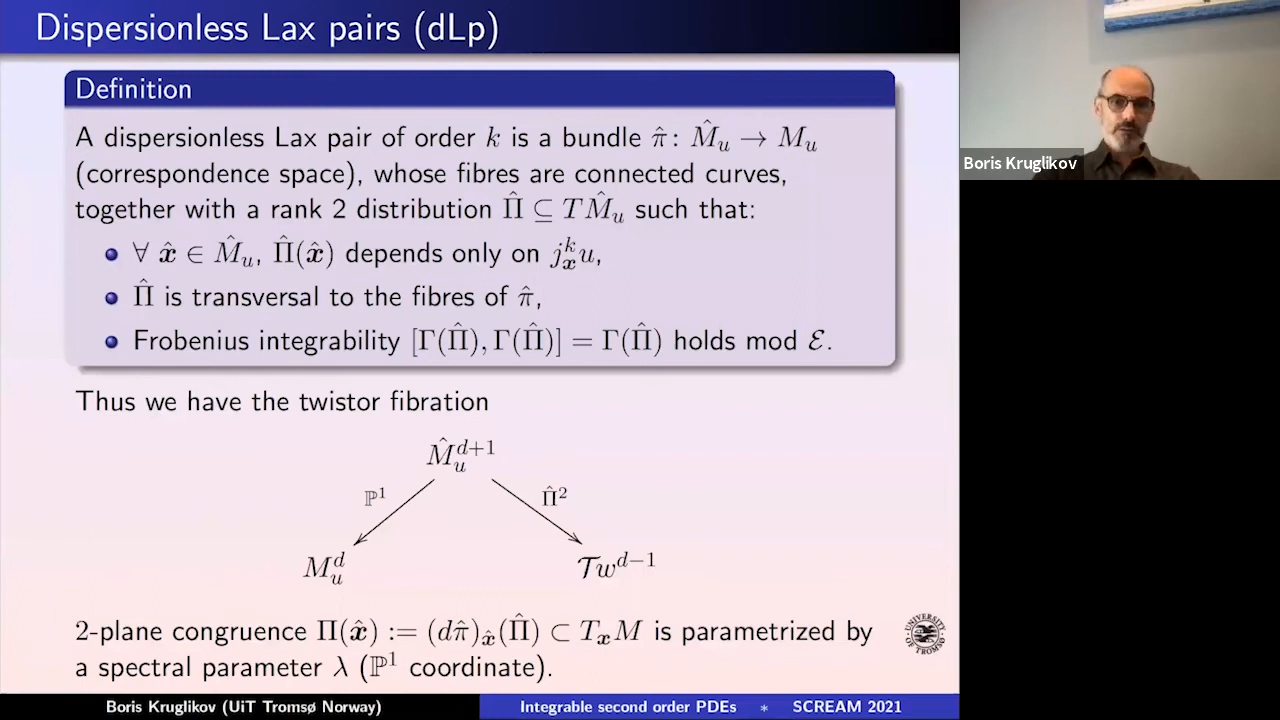 Dispersionless Lax pairs (dLp)
Definition
A dispersionless Lax pair of order k is a bundle π̂: M̂_u → M_u
(correspondence space), whose fibres are connected curves,
together with a rank 2 distribution Π̂ ⊆ TM̂_u such that:
∀ x̂ ∈ M̂_u, Π̂(x̂) depends only on j^k_x u,
Π̂ is transversal to the fibres of π̂,
Frobenius integrability [Γ(Π̂), Γ(Π̂)] = Γ(Π̂) holds mod ℰ.
Thus we have the twistor fibration
M̂_u^{d+1}
ℙ¹ Π̂²
M_u^d 𝒯w^{d−1}
2-plane congruence Π(x̂) := (dπ̂)_x̂(Π̂) ⊂ T_x M is parametrized by
a spectral parameter λ (ℙ¹ coordinate).
UNIVERSITY OF TROMSØ
Boris Kruglikov (UiT Tromsø Norway) Integrable second order PDEs * SCREAM 2021
Boris Kruglikov